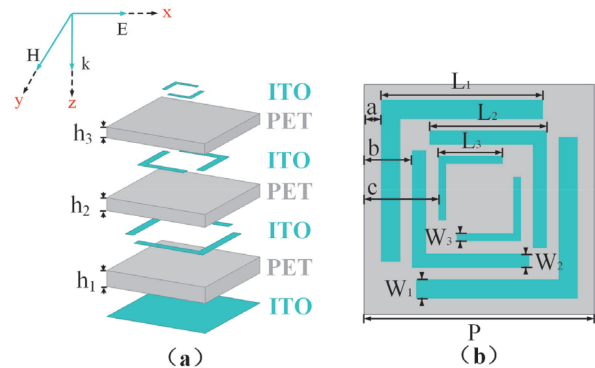 E
x
H
k
y
z
ITO
h₃
PET
ITO
h₂
PET
ITO
h₁
PET
ITO
(a)
L₁
a
L₂
b
L₃
c
W₃
W₂
W₁
P
(b)